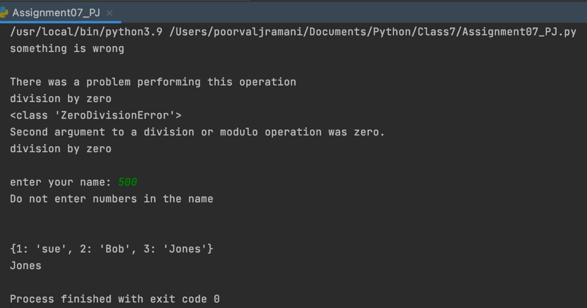 Assignment07_PJ ×
/usr/local/bin/python3.9 /Users/poorvaljramani/Documents/Python/Class7/Assignment07_PJ.py
something is wrong
There was a problem performing this operation
division by zero
<class 'ZeroDivisionError'>
Second argument to a division or modulo operation was zero.
division by zero
enter your name: 500
Do not enter numbers in the name
{1: 'sue', 2: 'Bob', 3: 'Jones'}
Jones
Process finished with exit code 0